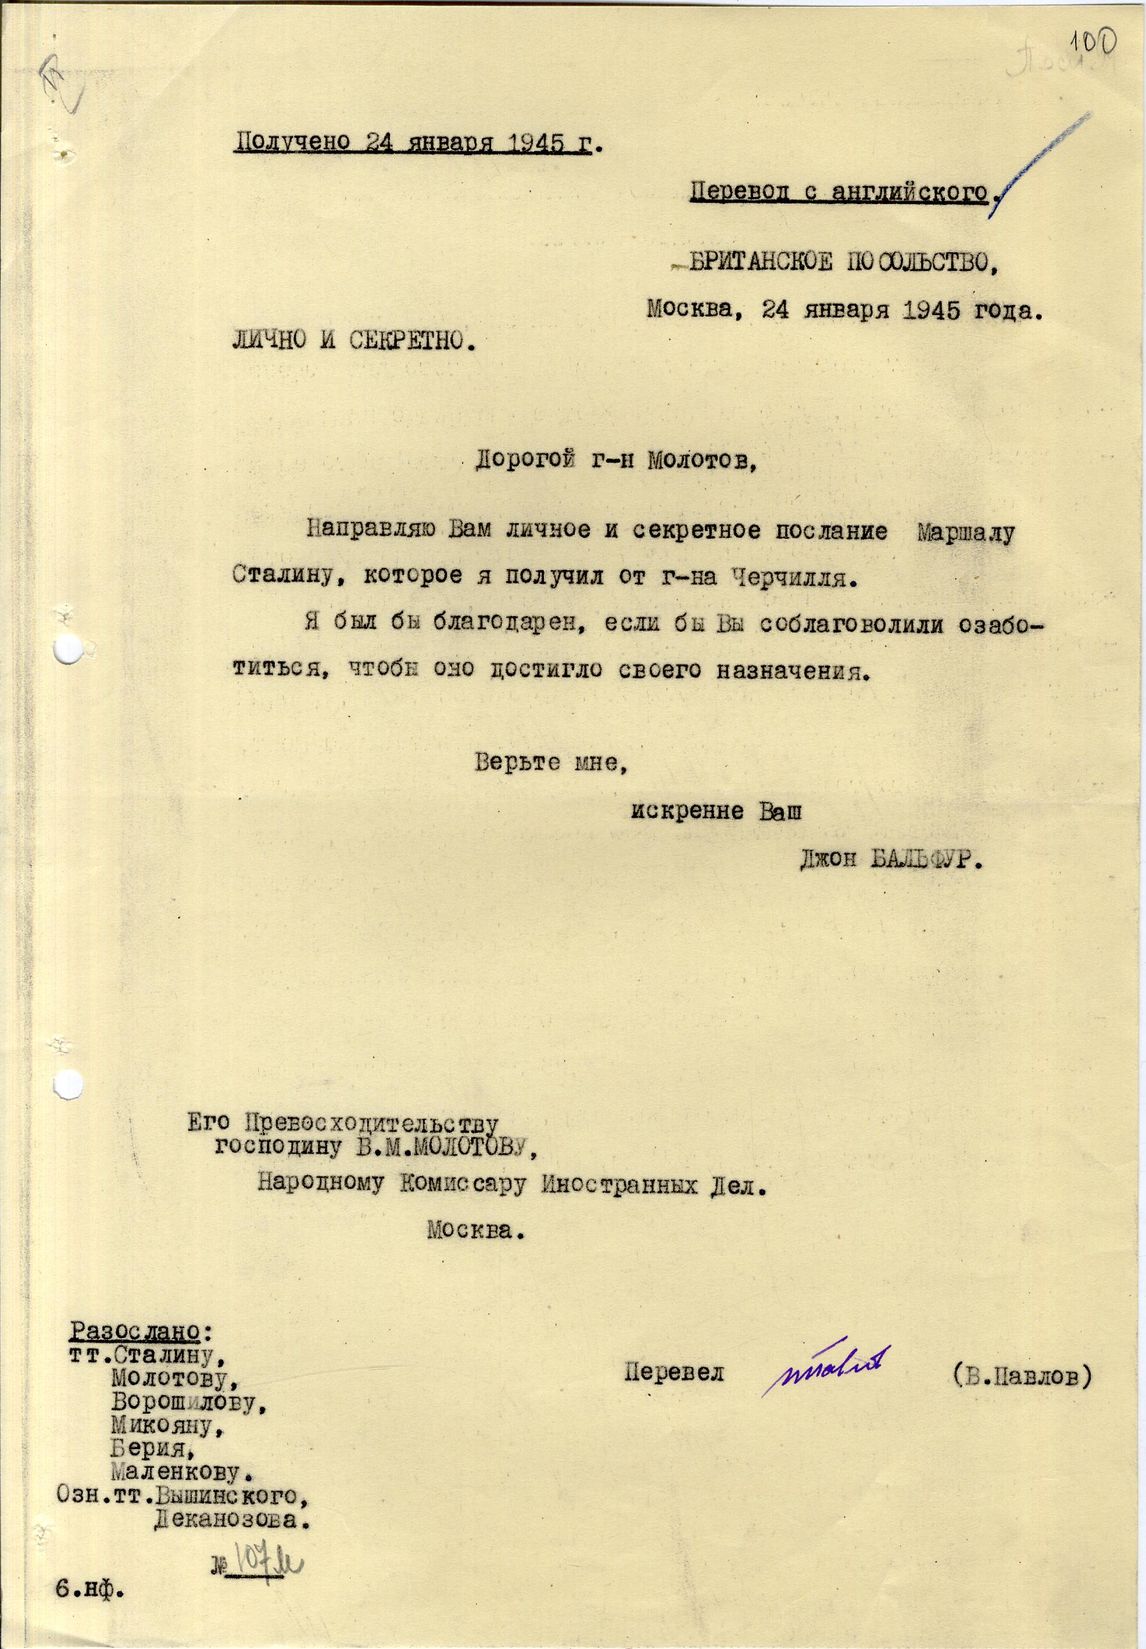 100
Получено 24 января 1945 г.
Перевод с английского.
БРИТАНСКОЕ ПОСОЛЬСТВО,
Москва, 24 января 1945 года.
ЛИЧНО И СЕКРЕТНО.
Дорогой г-н Молотов,
Направляю Вам личное и секретное послание Маршалу
Сталину, которое я получил от г-на Черчилля.
Я был бы благодарен, если бы Вы соблаговолили озабо-
титься, чтобы оно достигло своего назначения.
Верьте мне,
искренне Ваш
Джон БАЛЬФУР.
Его Превосходительству
господину В.М.МОЛОТОВУ,
Народному Комиссару Иностранных Дел.
Москва.
Разослано:
тт.Сталину,
Молотову,
Ворошилову,
Микояну,
Берия,
Маленкову.
Озн.тт.Вышинского,
Деканозова.
№ 107м
6.нф.
Перевел (В.Павлов)